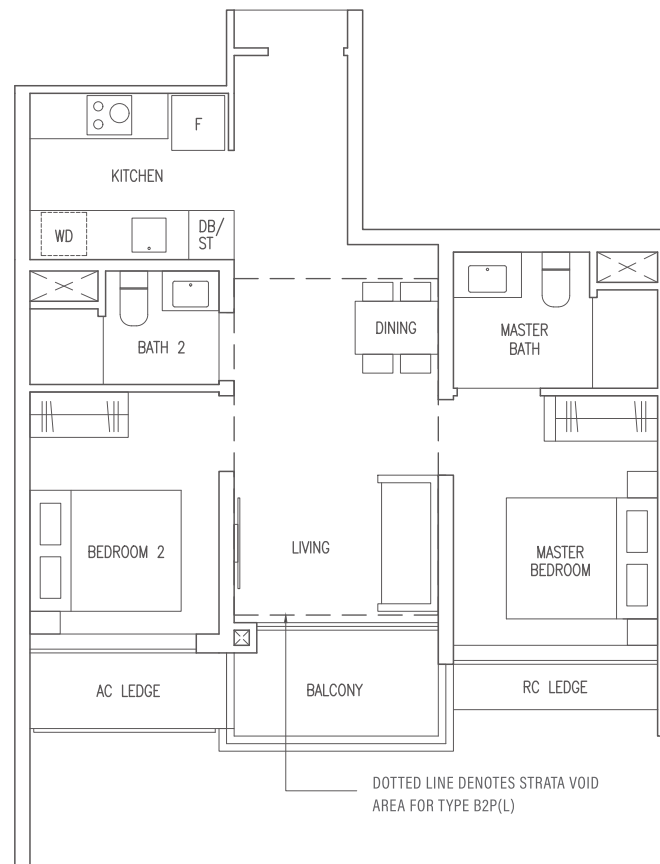 F
KITCHEN
WD
DB/
ST
DINING
BATH 2
MASTER
BATH
BEDROOM 2
LIVING
MASTER
BEDROOM
AC LEDGE
BALCONY
RC LEDGE
DOTTED LINE DENOTES STRATA VOID
AREA FOR TYPE B2P(L)